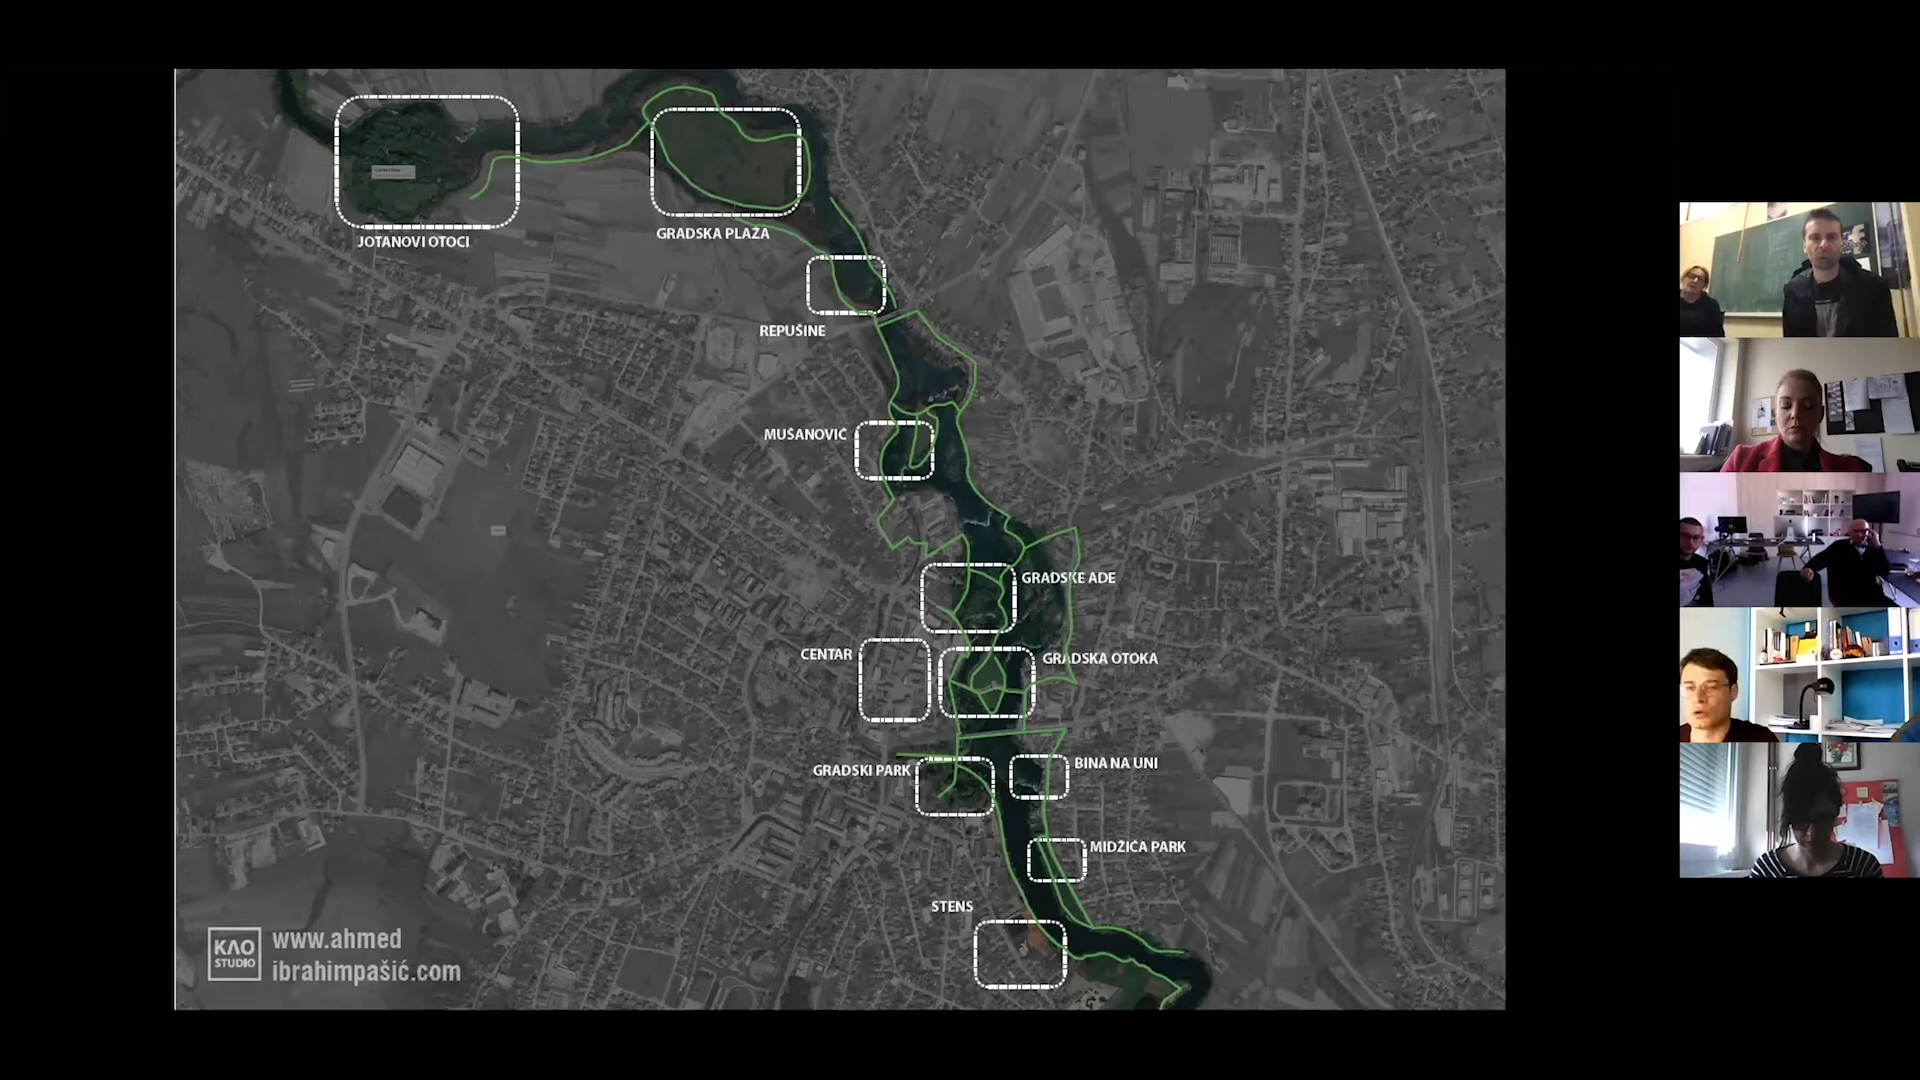 JOTANOVI OTOCI
GRADSKA PLAŽA
REPUŠINE
MUŠANOVIĆ
GRADSKE ADE
CENTAR
GRADSKA OTOKA
GRADSKI PARK
BINA NA UNI
MIDŽIĆA PARK
STENS
KAO
STUDIO
www.ahmed
ibrahimpašić.com